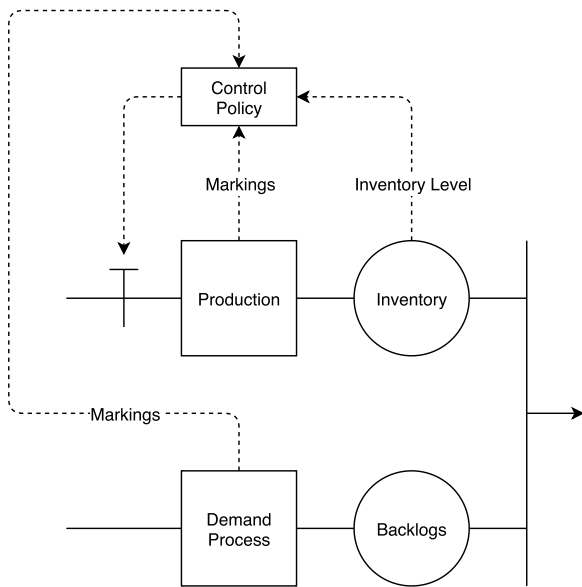 Control
Policy
Markings
Inventory Level
Production
Inventory
Markings
Demand
Process
Backlogs